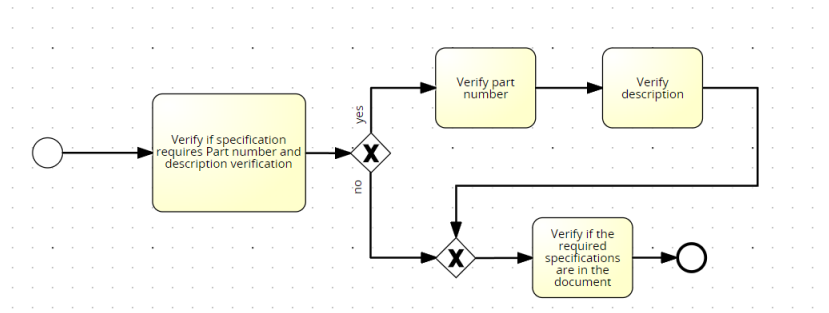 Verify if specification
requires Part number and
description verification
yes
no
Verify part
number
Verify
description
Verify if the
required
specifications
are in the
document